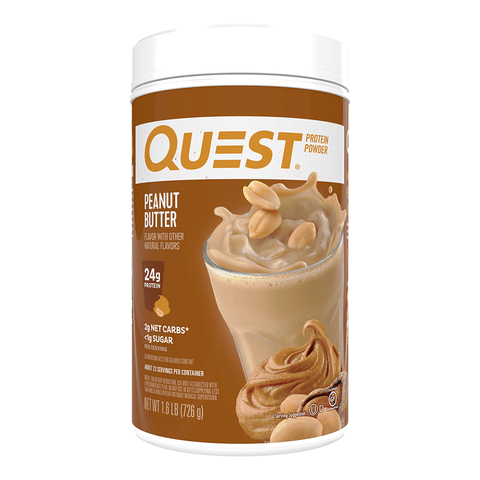 QUEST®
PROTEIN
POWDER
PEANUT
BUTTER
FLAVOR WITH OTHER
NATURAL FLAVORS
24g
PROTEIN
2g NET CARBS*
<1g SUGAR
PER SERVING
ABOUT 23 SERVINGS PER CONTAINER
NET WT 1.6 LB (726 g)
Serving Suggestion